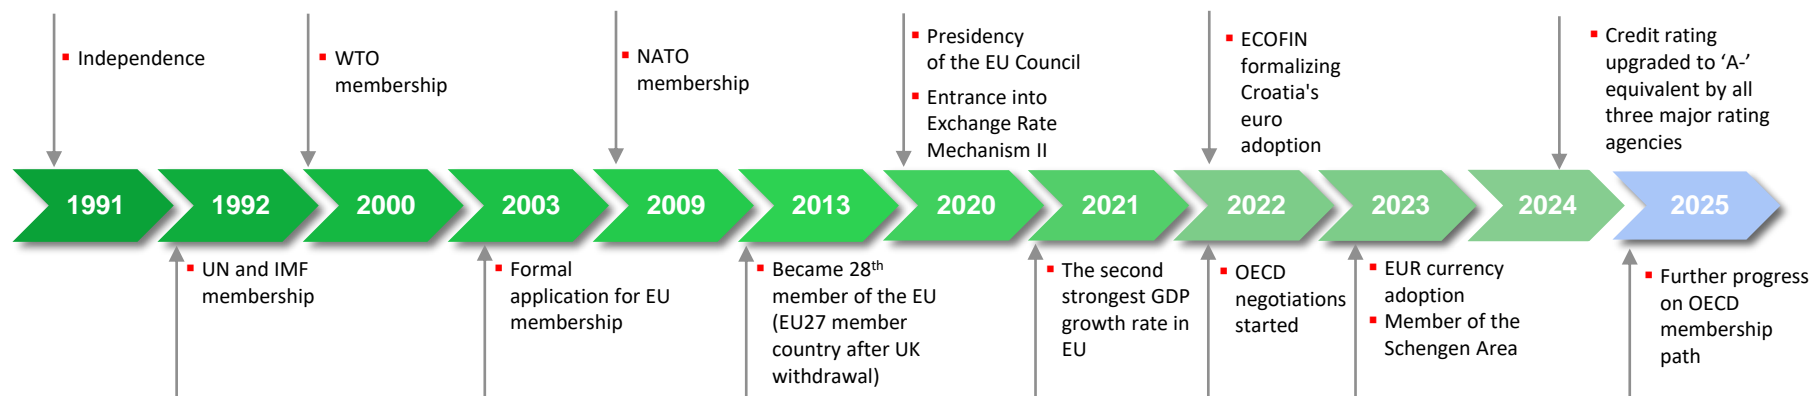 ▪ Independence
▪ WTO
membership
▪ NATO
membership
▪ Presidency
of the EU Council
▪ Entrance into
Exchange Rate
Mechanism II
▪ ECOFIN
formalizing
Croatia's
euro
adoption
▪ Credit rating
upgraded to ‘A-’
equivalent by all
three major rating
agencies
1991 1992 2000 2003 2009 2013 2020 2021 2022 2023 2024 2025
▪ UN and IMF
membership
▪ Formal
application for EU
membership
▪ Became 28th
member of the EU
(EU27 member
country after UK
withdrawal)
▪ The second
strongest GDP
growth rate in
EU
▪ OECD
negotiations
started
▪ EUR currency
adoption
▪ Member of the
Schengen Area
▪ Further progress
on OECD
membership
path